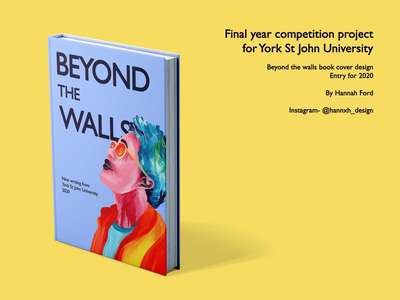 BEYOND
THE
WALLS
New writing from
York St John University
2020
Final year competition project
for York St John University
Beyond the walls book cover design
Entry for 2020
By Hannah Ford
Instagram- @hannxh_design